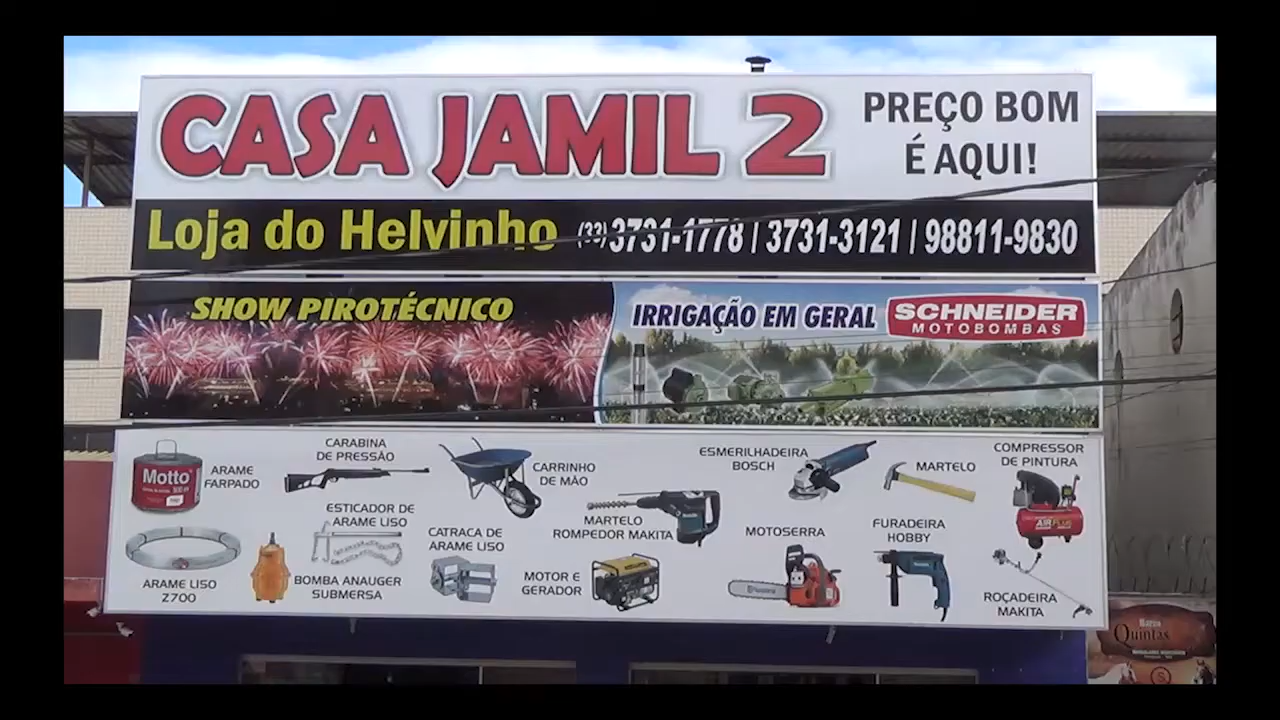 CASA JAMIL 2
PREÇO BOM
É AQUI!
Loja do Helvinho (33) 3731-1778 | 3731-3121 | 98811-9830
SHOW PIROTÉCNICO
IRRIGAÇÃO EM GERAL
SCHNEIDER
MOTOBOMBAS
Motto
ARAME
FARPADO
CARABINA
DE PRESSÃO
CARRINHO
DE MÃO
ESMERILHADEIRA
BOSCH
MARTELO
COMPRESSOR
DE PINTURA
AIRPLUS
ESTICADOR DE
ARAME LISO
CATRACA DE
ARAME LISO
MARTELO
ROMPEDOR MAKITA
MOTOSERRA
FURADEIRA
HOBBY
ARAME LISO
Z700
BOMBA ANAUGER
SUBMERSA
MOTOR E
GERADOR
ROÇADEIRA
MAKITA
Quintas